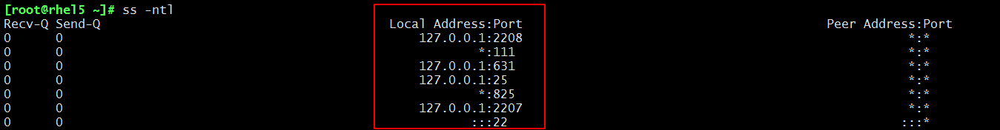 [root@rhel5 ~]# ss -ntl
Recv-Q Send-Q Local Address:Port Peer Address:Port
0 0 127.0.0.1:2208 *:*
0 0 *:111 *:*
0 0 127.0.0.1:631 *:*
0 0 127.0.0.1:25 *:*
0 0 *:825 *:*
0 0 127.0.0.1:2207 *:*
0 0 :::22 :::*